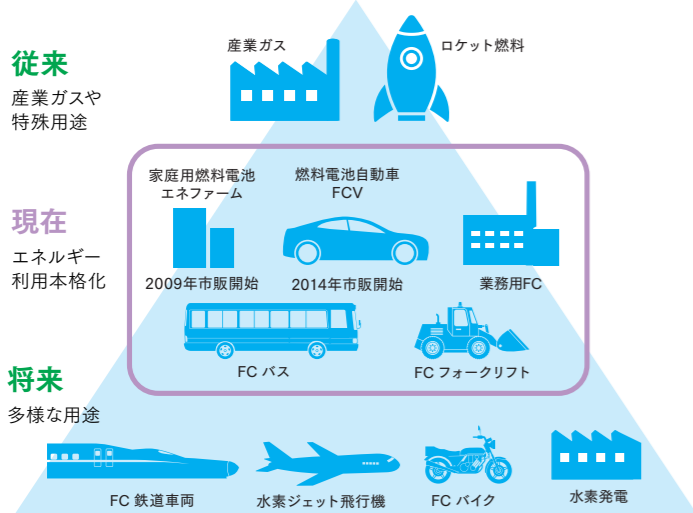 従来
産業ガスや
特殊用途
産業ガス
ロケット燃料
現在
エネルギー
利用本格化
家庭用燃料電池
エネファーム
2009年市販開始
燃料電池自動車
FCV
2014年市販開始
業務用FC
FC バス
FC フォークリフト
将来
多様な用途
FC 鉄道車両
水素ジェット飛行機
FC バイク
水素発電